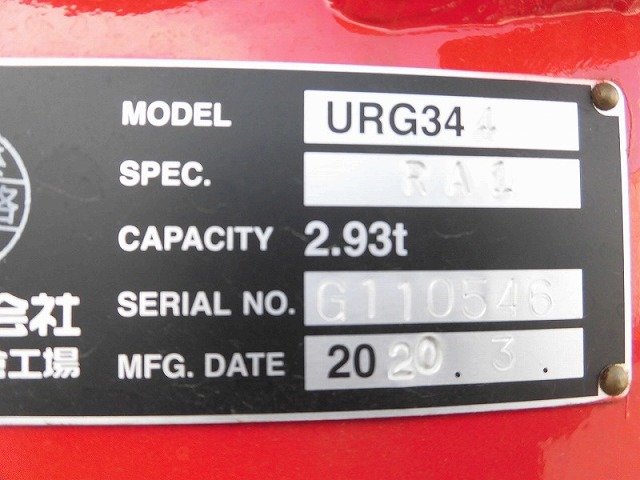 MODEL URG344
SPEC. RA1
CAPACITY 2.93t
会社 SERIAL NO. G110546
工場 MFG. DATE 2020.3.